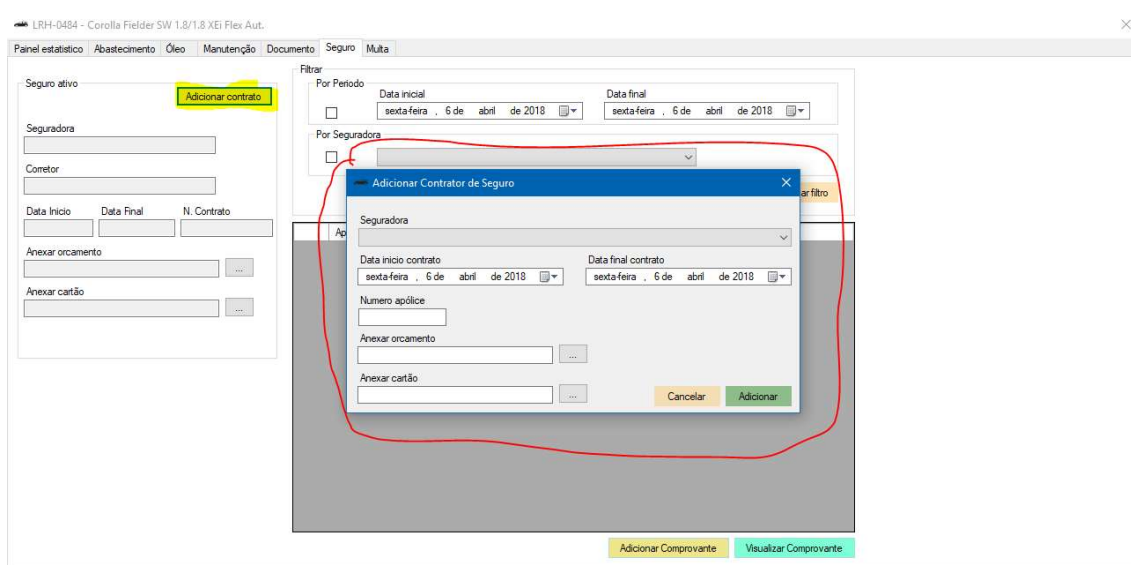 LRH-0484 - Corolla Fielder SW 1.8/1.8 XEi Flex Aut.
Painel estatistico Abastecimento Óleo Manutenção Documento Seguro Multa
Seguro ativo
Adicionar contrato
Seguradora
Corretor
Data Inicio Data Final N. Contrato
Anexar orcamento
...
Anexar cartão
...
Filtrar
Por Periodo
Data inicial Data final
sexta-feira , 6 de abril de 2018 sexta-feira , 6 de abril de 2018
Por Seguradora
ar filtro
Ap
Adicionar Contrator de Seguro
Seguradora
Data inicio contrato Data final contrato
sexta-feira , 6 de abril de 2018 sexta-feira , 6 de abril de 2018
Numero apólice
Anexar orcamento
...
Anexar cartão
...
Cancelar Adicionar
Adicionar Comprovante Visualizar Comprovante